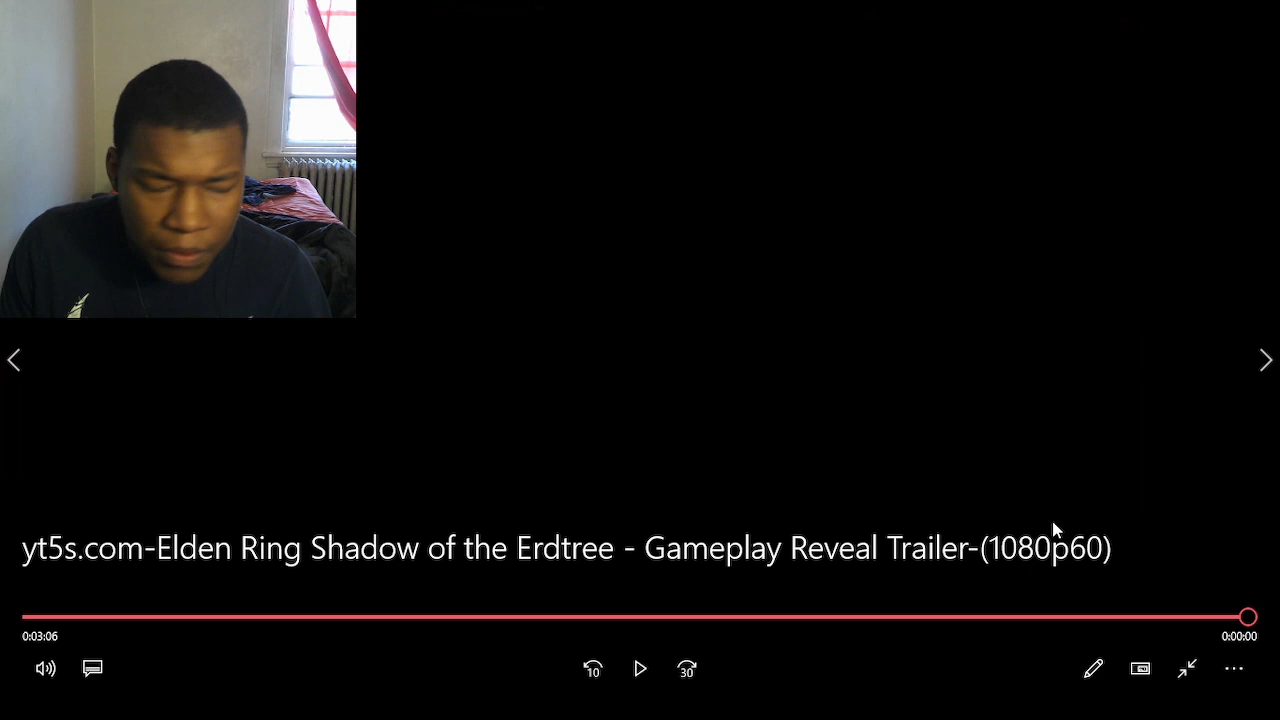 yt5s.com-Elden Ring Shadow of the Erdtree - Gameplay Reveal Trailer-(1080p60)
0:03:06 0:00:00
10 30